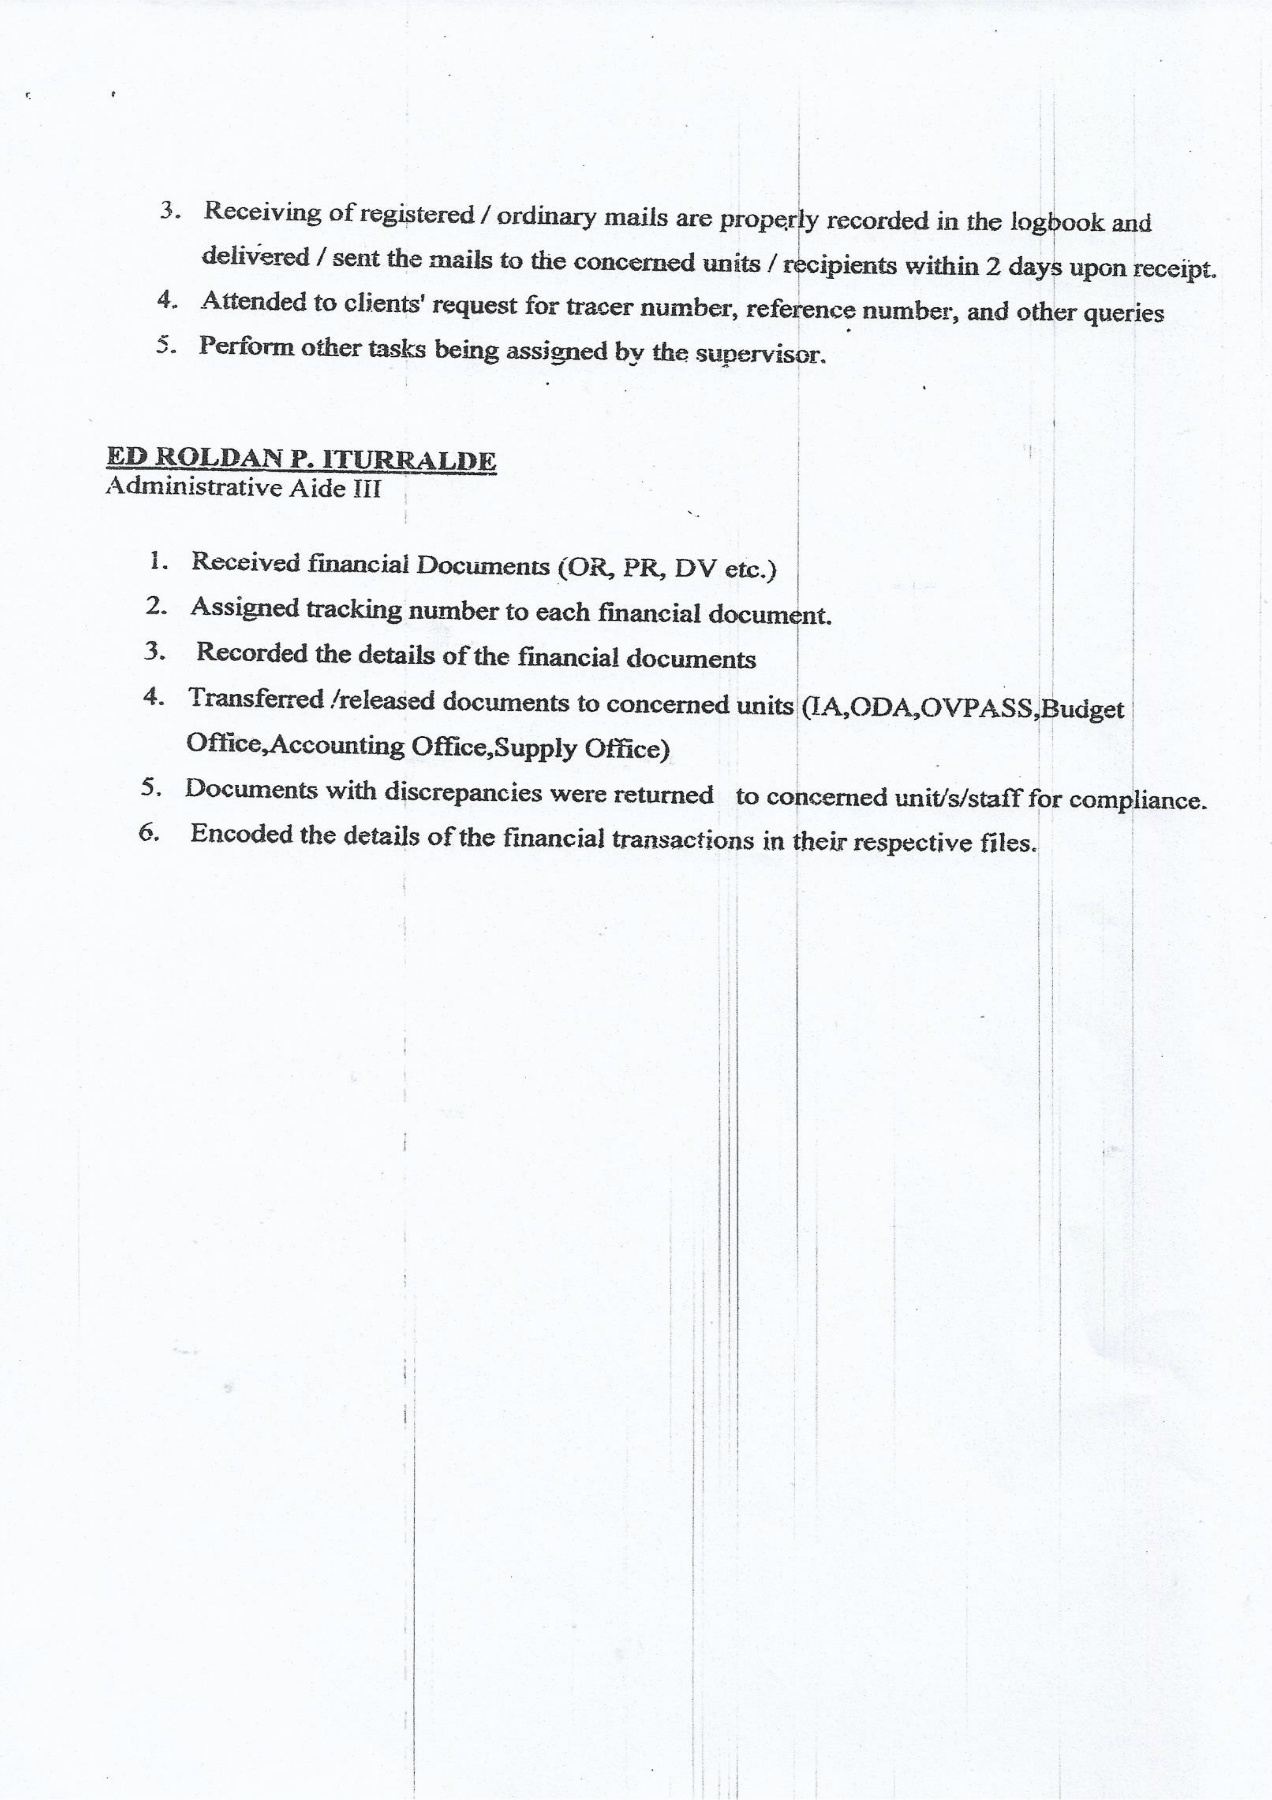 3. Receiving of registered / ordinary mails are properly recorded in the logbook and
delivered / sent the mails to the concerned units / recipients within 2 days upon receipt.
4. Attended to clients' request for tracer number, reference number, and other queries
5. Perform other tasks being assigned by the supervisor.
ED ROLDAN P. ITURRALDE
Administrative Aide III
1. Received financial Documents (OR, PR, DV etc.)
2. Assigned tracking number to each financial document.
3. Recorded the details of the financial documents
4. Transferred /released documents to concerned units (IA,ODA,OVPASS,Budget
Office,Accounting Office,Supply Office)
5. Documents with discrepancies were returned to concerned unit/s/staff for compliance.
6. Encoded the details of the financial transactions in their respective files.